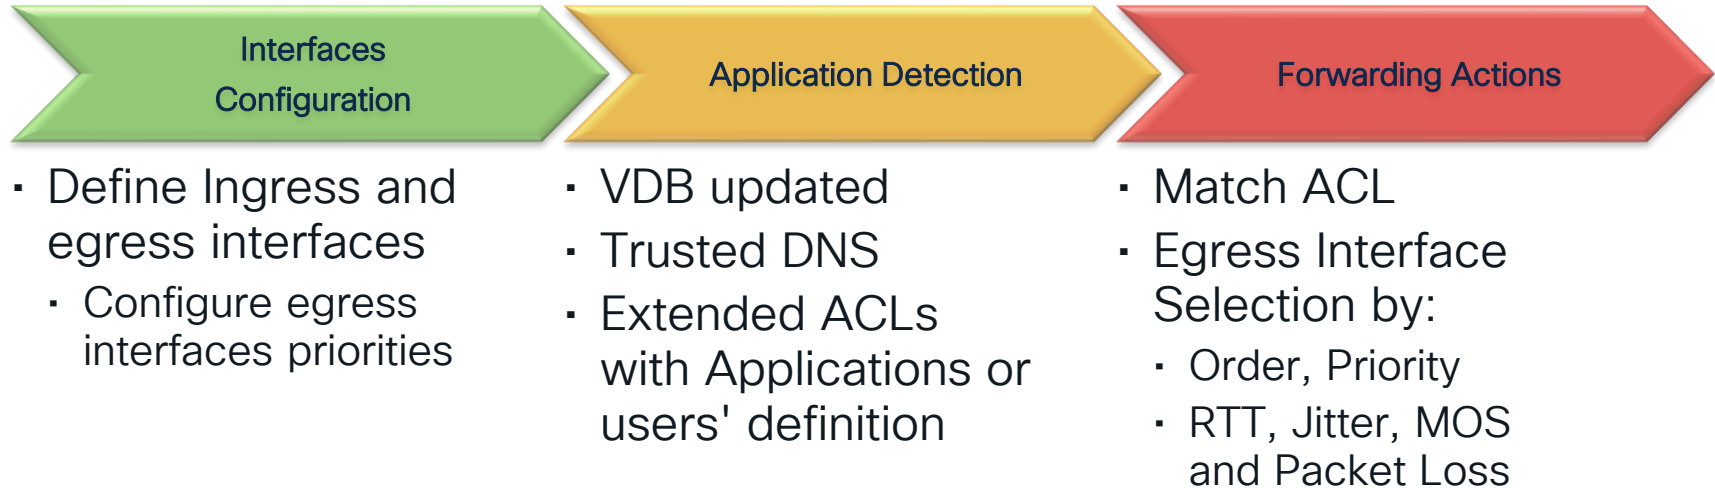 Interfaces
Configuration
▪ Define Ingress and
egress interfaces
▪ Configure egress
interfaces priorities
Application Detection
▪ VDB updated
▪ Trusted DNS
▪ Extended ACLs
with Applications or
users' definition
Forwarding Actions
▪ Match ACL
▪ Egress Interface
Selection by:
▪ Order, Priority
▪ RTT, Jitter, MOS
and Packet Loss